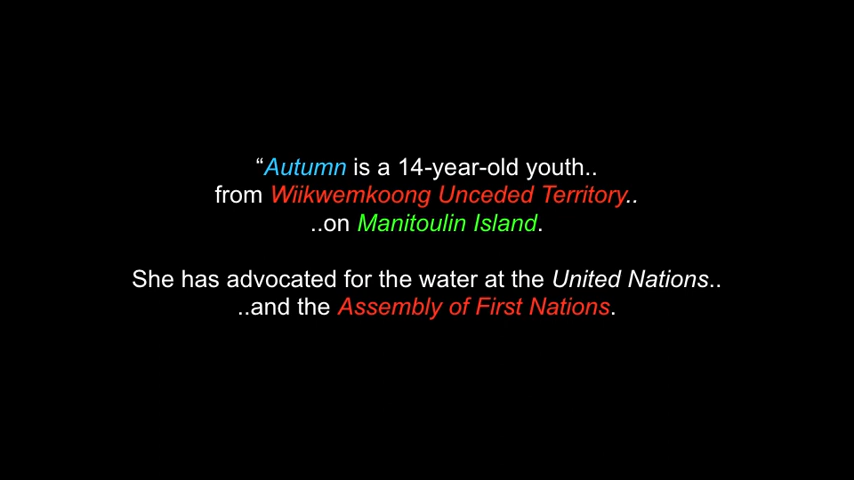 “Autumn is a 14-year-old youth..
from Wiikwemkoong Unceded Territory..
..on Manitoulin Island.
She has advocated for the water at the United Nations..
..and the Assembly of First Nations.